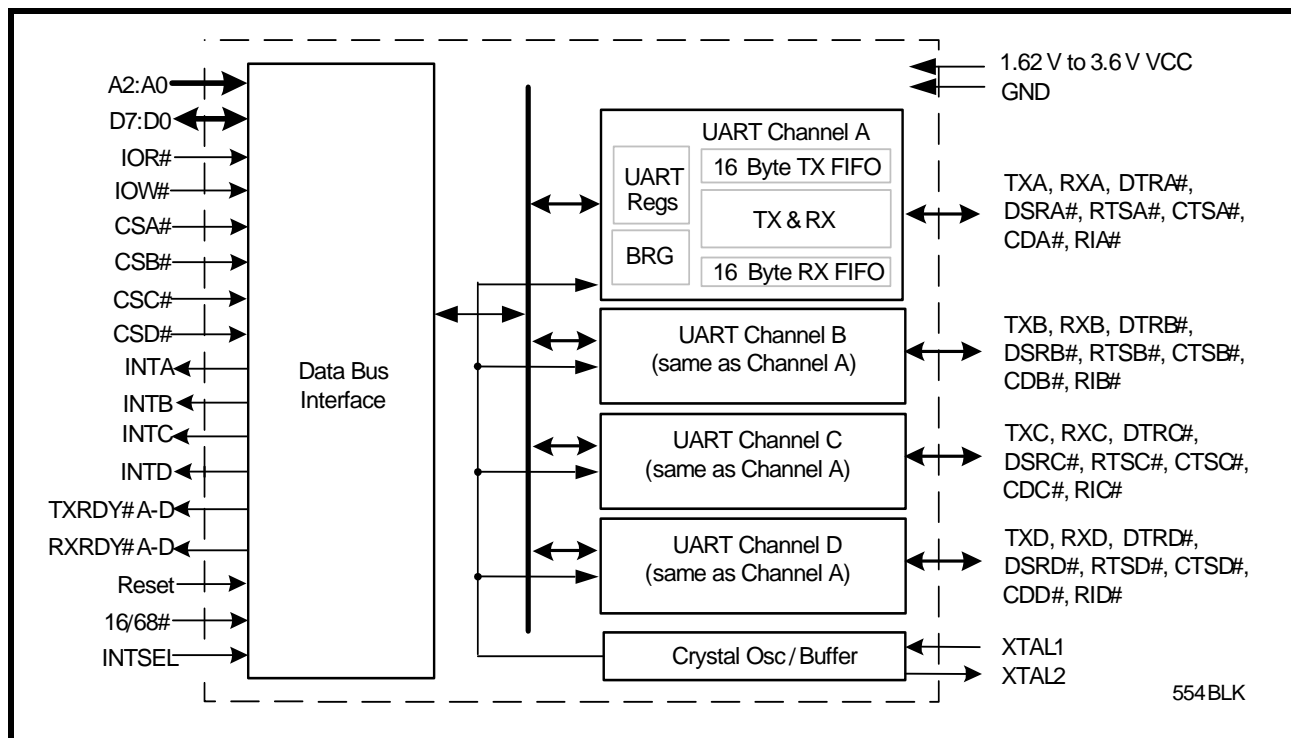 A2:A0
D7:D0
IOR#
IOW#
CSA#
CSB#
CSC#
CSD#
INTA
INTB
INTC
INTD
TXRDY# A-D
RXRDY# A-D
Reset
16/68#
INTSEL
Data Bus
Interface
UART Channel A
UART
Regs
BRG
16 Byte TX FIFO
TX & RX
16 Byte RX FIFO
UART Channel B
(same as Channel A)
UART Channel C
(same as Channel A)
UART Channel D
(same as Channel A)
Crystal Osc / Buffer
1.62 V to 3.6 V VCC
GND
TXA, RXA, DTRA#,
DSRA#, RTSA#, CTSA#,
CDA#, RIA#
TXB, RXB, DTRB#,
DSRB#, RTSB#, CTSB#,
CDB#, RIB#
TXC, RXC, DTRC#,
DSRC#, RTSC#, CTSC#,
CDC#, RIC#
TXD, RXD, DTRD#,
DSRD#, RTSD#, CTSD#,
CDD#, RID#
XTAL1
XTAL2
554 BLK